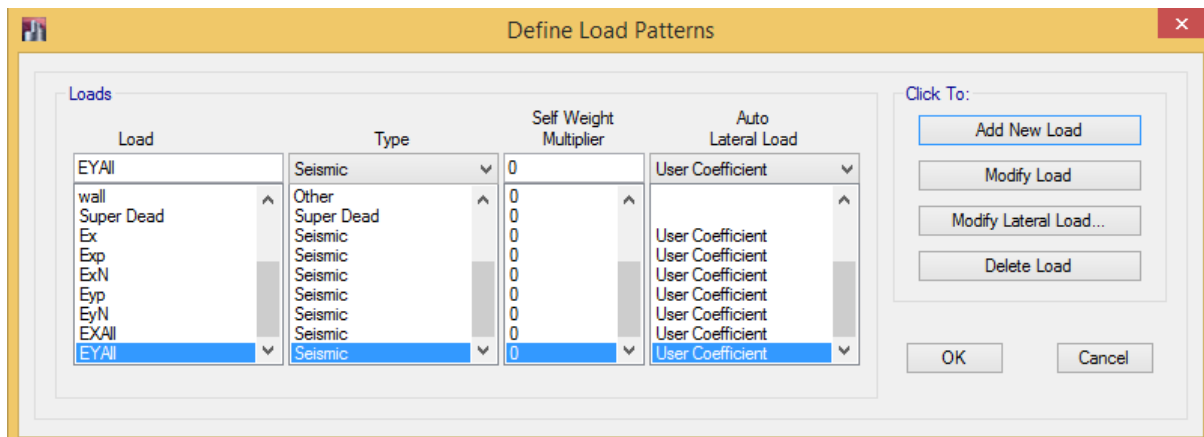 Define Load Patterns
Loads
Load Type Self Weight Multiplier Auto Lateral Load
EYAll Seismic 0 User Coefficient
wall Other 0
Super Dead Super Dead 0
Ex Seismic 0 User Coefficient
Exp Seismic 0 User Coefficient
ExN Seismic 0 User Coefficient
Eyp Seismic 0 User Coefficient
EyN Seismic 0 User Coefficient
EXAll Seismic 0 User Coefficient
EYAll Seismic 0 User Coefficient
Click To:
Add New Load
Modify Load
Modify Lateral Load...
Delete Load
OK Cancel